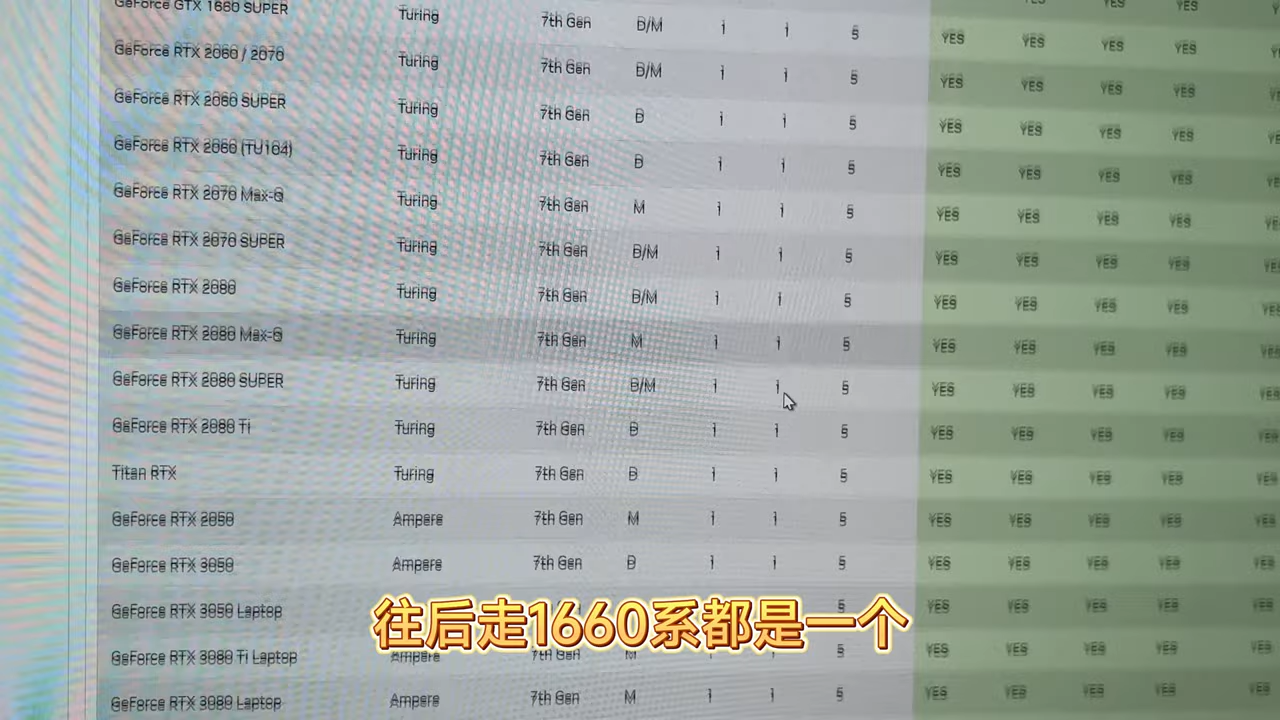 GeForce GTX 1660 SUPER Turing 7th Gen D/M 1 1 5 YES YES YES YES
GeForce RTX 2060 / 2070 Turing 7th Gen D/M 1 1 5 YES YES YES YES
GeForce RTX 2060 SUPER Turing 7th Gen D 1 1 5 YES YES YES YES
GeForce RTX 2060 (TU104) Turing 7th Gen D 1 1 5 YES YES YES YES
GeForce RTX 2070 Max-Q Turing 7th Gen M 1 1 5 YES YES YES YES
GeForce RTX 2070 SUPER Turing 7th Gen D/M 1 1 5 YES YES YES YES
GeForce RTX 2080 Turing 7th Gen D/M 1 1 5 YES YES YES YES
GeForce RTX 2080 Max-Q Turing 7th Gen M 1 1 5 YES YES YES YES
GeForce RTX 2080 SUPER Turing 7th Gen D/M 1 1 5 YES YES YES YES
GeForce RTX 2080 Ti Turing 7th Gen D 1 1 5 YES YES YES YES
Titan RTX Turing 7th Gen D 1 1 5 YES YES YES YES
GeForce RTX 2050 Ampere 7th Gen M 1 1 5 YES YES YES YES
GeForce RTX 3050 Ampere 7th Gen D 1 1 5 YES YES YES YES
GeForce RTX 3050 Laptop 5 YES YES YES YES
往后走1660系都是一个
GeForce RTX 3080 Ti Laptop Ampere 7th Gen M 1 1 5 YES YES YES YES
GeForce RTX 3080 Laptop Ampere 7th Gen M 1 1 5 YES YES YES YES